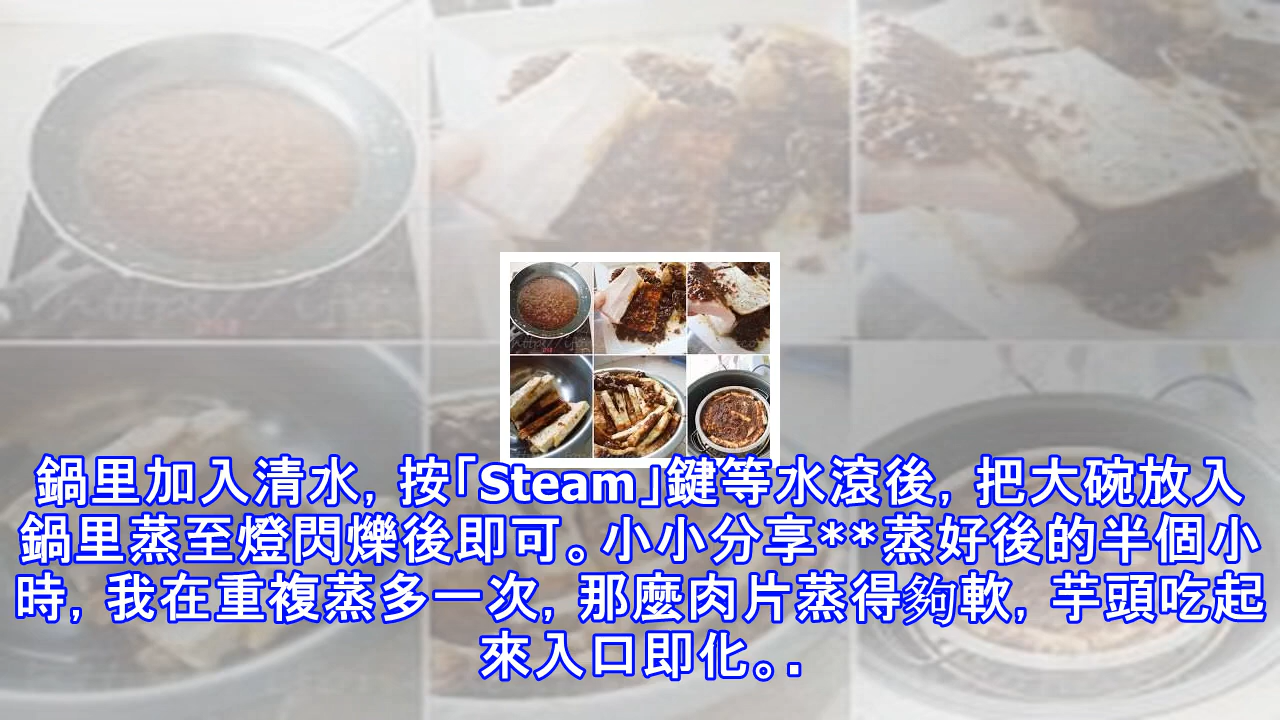 鍋里加入清水, 按「Steam」鍵等水滾後, 把大碗放入
鍋里蒸至燈閃爍後即可。小小分享**蒸好後的半個小
時, 我在重複蒸多一次, 那麼肉片蒸得夠軟, 芋頭吃起
來入口即化。.